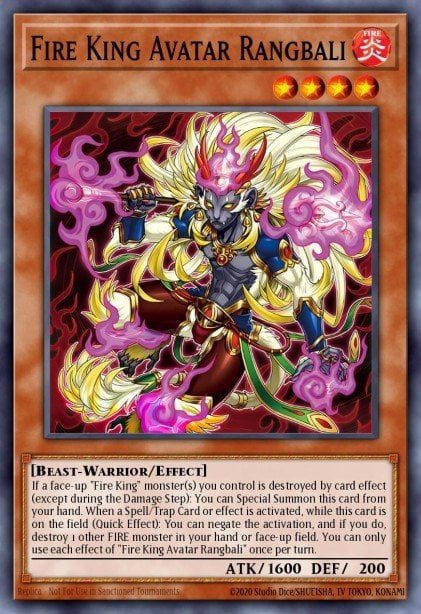 Fire King Avatar Rangbali
FIRE
炎
[Beast-Warrior/Effect]
If a face-up "Fire King" monster(s) you control is destroyed by card effect
(except during the Damage Step): You can Special Summon this card from
your hand. When a Spell/Trap Card or effect is activated, while this card is
on the field (Quick Effect): You can negate the activation, and if you do,
destroy 1 other FIRE monster in your hand or face-up field. You can only
use each effect of "Fire King Avatar Rangbali" once per turn.
ATK/1600 DEF/ 200
Replica - Not For Use in Sanctioned Tournaments
©2020 Studio Dice/SHUEISHA, TV TOKYO, KONAMI